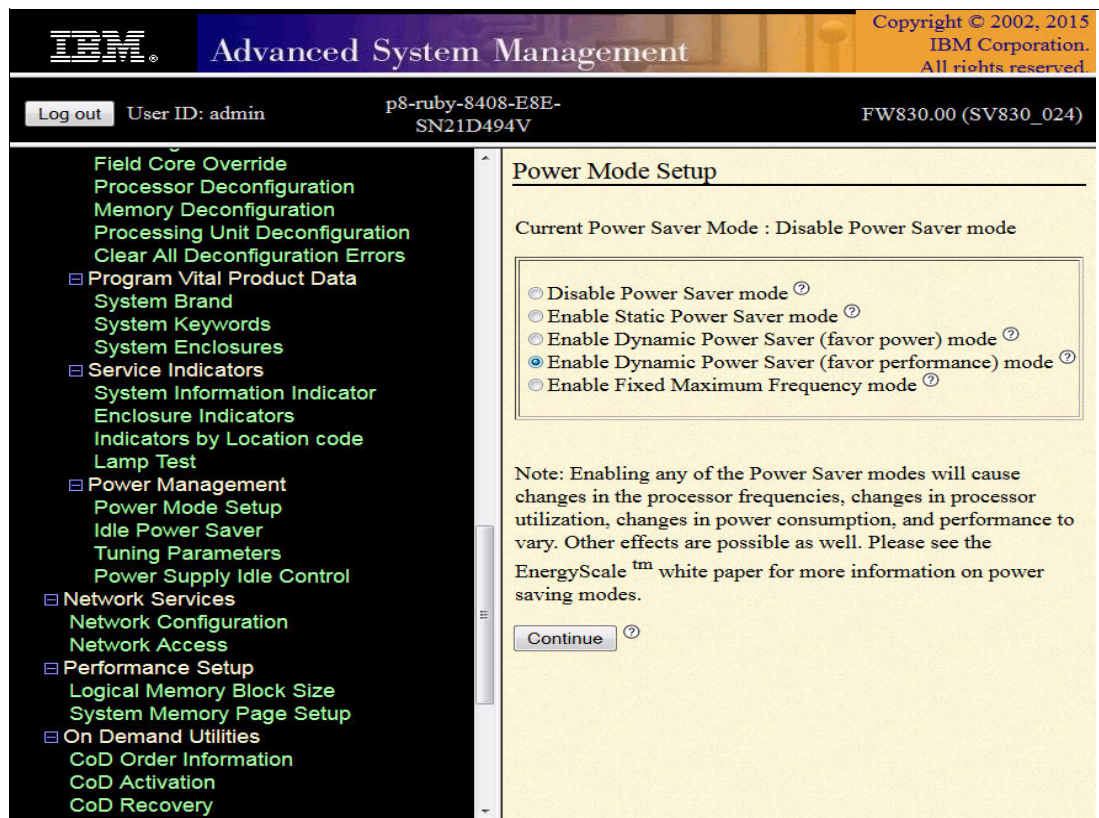 IBM®
Advanced System Management
Copyright © 2002, 2015
IBM Corporation.
All rights reserved.
Log out
User ID: admin
p8-ruby-8408-E8E-
SN21D494V
FW830.00 (SV830_024)
Field Core Override
Processor Deconfiguration
Memory Deconfiguration
Processing Unit Deconfiguration
Clear All Deconfiguration Errors
Program Vital Product Data
System Brand
System Keywords
System Enclosures
Service Indicators
System Information Indicator
Enclosure Indicators
Indicators by Location code
Lamp Test
Power Management
Power Mode Setup
Idle Power Saver
Tuning Parameters
Power Supply Idle Control
Network Services
Network Configuration
Network Access
Performance Setup
Logical Memory Block Size
System Memory Page Setup
On Demand Utilities
CoD Order Information
CoD Activation
CoD Recovery
Power Mode Setup
Current Power Saver Mode : Disable Power Saver mode
Disable Power Saver mode ?
Enable Static Power Saver mode ?
Enable Dynamic Power Saver (favor power) mode ?
Enable Dynamic Power Saver (favor performance) mode ?
Enable Fixed Maximum Frequency mode ?
Note: Enabling any of the Power Saver modes will cause
changes in the processor frequencies, changes in processor
utilization, changes in power consumption, and performance to
vary. Other effects are possible as well. Please see the
EnergyScale tm white paper for more information on power
saving modes.
Continue ?